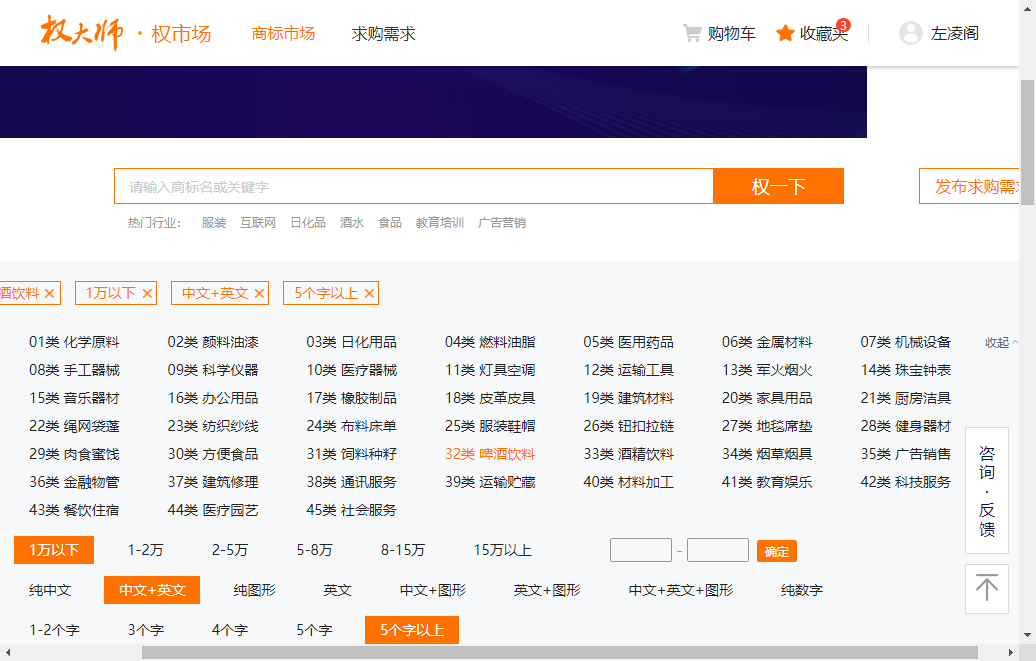 权大师 · 权市场 商标市场 求购需求 购物车 收藏夹 3 左凌阁
请输入商标名或关键字 权一下 发布求购需求
热门行业： 服装 互联网 日化品 酒水 食品 教育培训 广告营销
酒饮料 × 1万以下 × 中文+英文 × 5个字以上 ×
01类 化学原料 02类 颜料油漆 03类 日化用品 04类 燃料油脂 05类 医用药品 06类 金属材料 07类 机械设备 收起
08类 手工器械 09类 科学仪器 10类 医疗器械 11类 灯具空调 12类 运输工具 13类 军火烟火 14类 珠宝钟表
15类 音乐器材 16类 办公用品 17类 橡胶制品 18类 皮革皮具 19类 建筑材料 20类 家具用品 21类 厨房洁具
22类 绳网袋篷 23类 纺织纱线 24类 布料床单 25类 服装鞋帽 26类 钮扣拉链 27类 地毯席垫 28类 健身器材
29类 肉食蜜饯 30类 方便食品 31类 饲料种籽 32类 啤酒饮料 33类 酒精饮料 34类 烟草烟具 35类 广告销售
36类 金融物管 37类 建筑修理 38类 通讯服务 39类 运输贮藏 40类 材料加工 41类 教育娱乐 42类 科技服务
43类 餐饮住宿 44类 医疗园艺 45类 社会服务
1万以下 1-2万 2-5万 5-8万 8-15万 15万以上 - 确定
纯中文 中文+英文 纯图形 英文 中文+图形 英文+图形 中文+英文+图形 纯数字
1-2个字 3个字 4个字 5个字 5个字以上
咨询·反馈